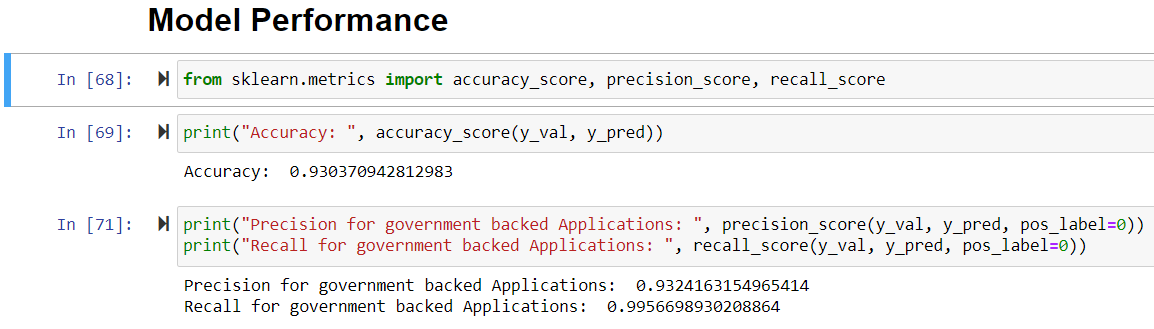 Model Performance
In [68]: from sklearn.metrics import accuracy_score, precision_score, recall_score
In [69]: print("Accuracy: ", accuracy_score(y_val, y_pred))
Accuracy:  0.930370942812983
In [71]: print("Precision for government backed Applications: ", precision_score(y_val, y_pred, pos_label=0))
print("Recall for government backed Applications: ", recall_score(y_val, y_pred, pos_label=0))
Precision for government backed Applications:  0.9324163154965414
Recall for government backed Applications:  0.9956698930208864